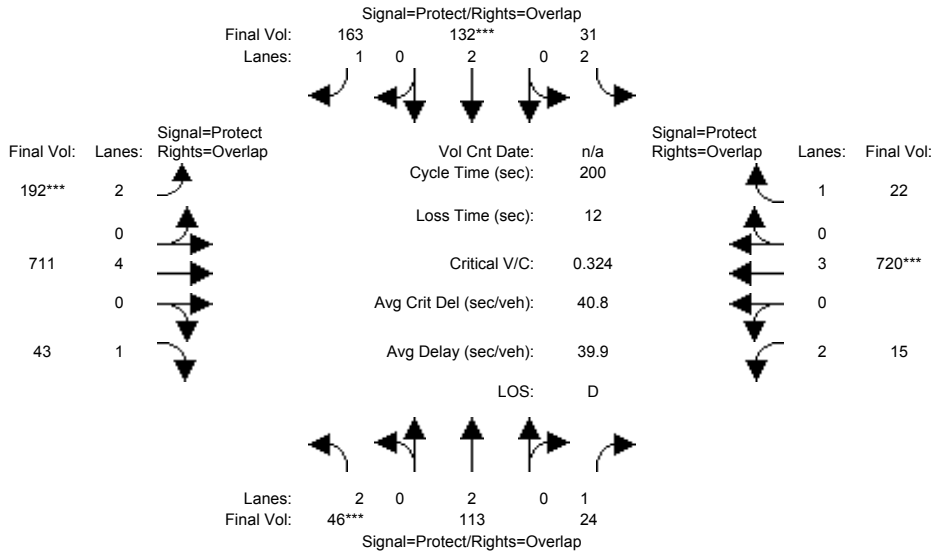 Signal=Protect/Rights=Overlap
Final Vol: 163 132*** 31
Lanes: 1 0 2 0 2
Signal=Protect Signal=Protect
Final Vol: Lanes: Rights=Overlap Vol Cnt Date: n/a Rights=Overlap Lanes: Final Vol:
Cycle Time (sec): 200
192*** 2 1 22
Loss Time (sec): 12
0 0
711 4 Critical V/C: 0.324 3 720***
0 Avg Crit Del (sec/veh): 40.8 0
43 1 Avg Delay (sec/veh): 39.9 2 15
LOS: D
Lanes: 2 0 2 0 1
Final Vol: 46*** 113 24
Signal=Protect/Rights=Overlap